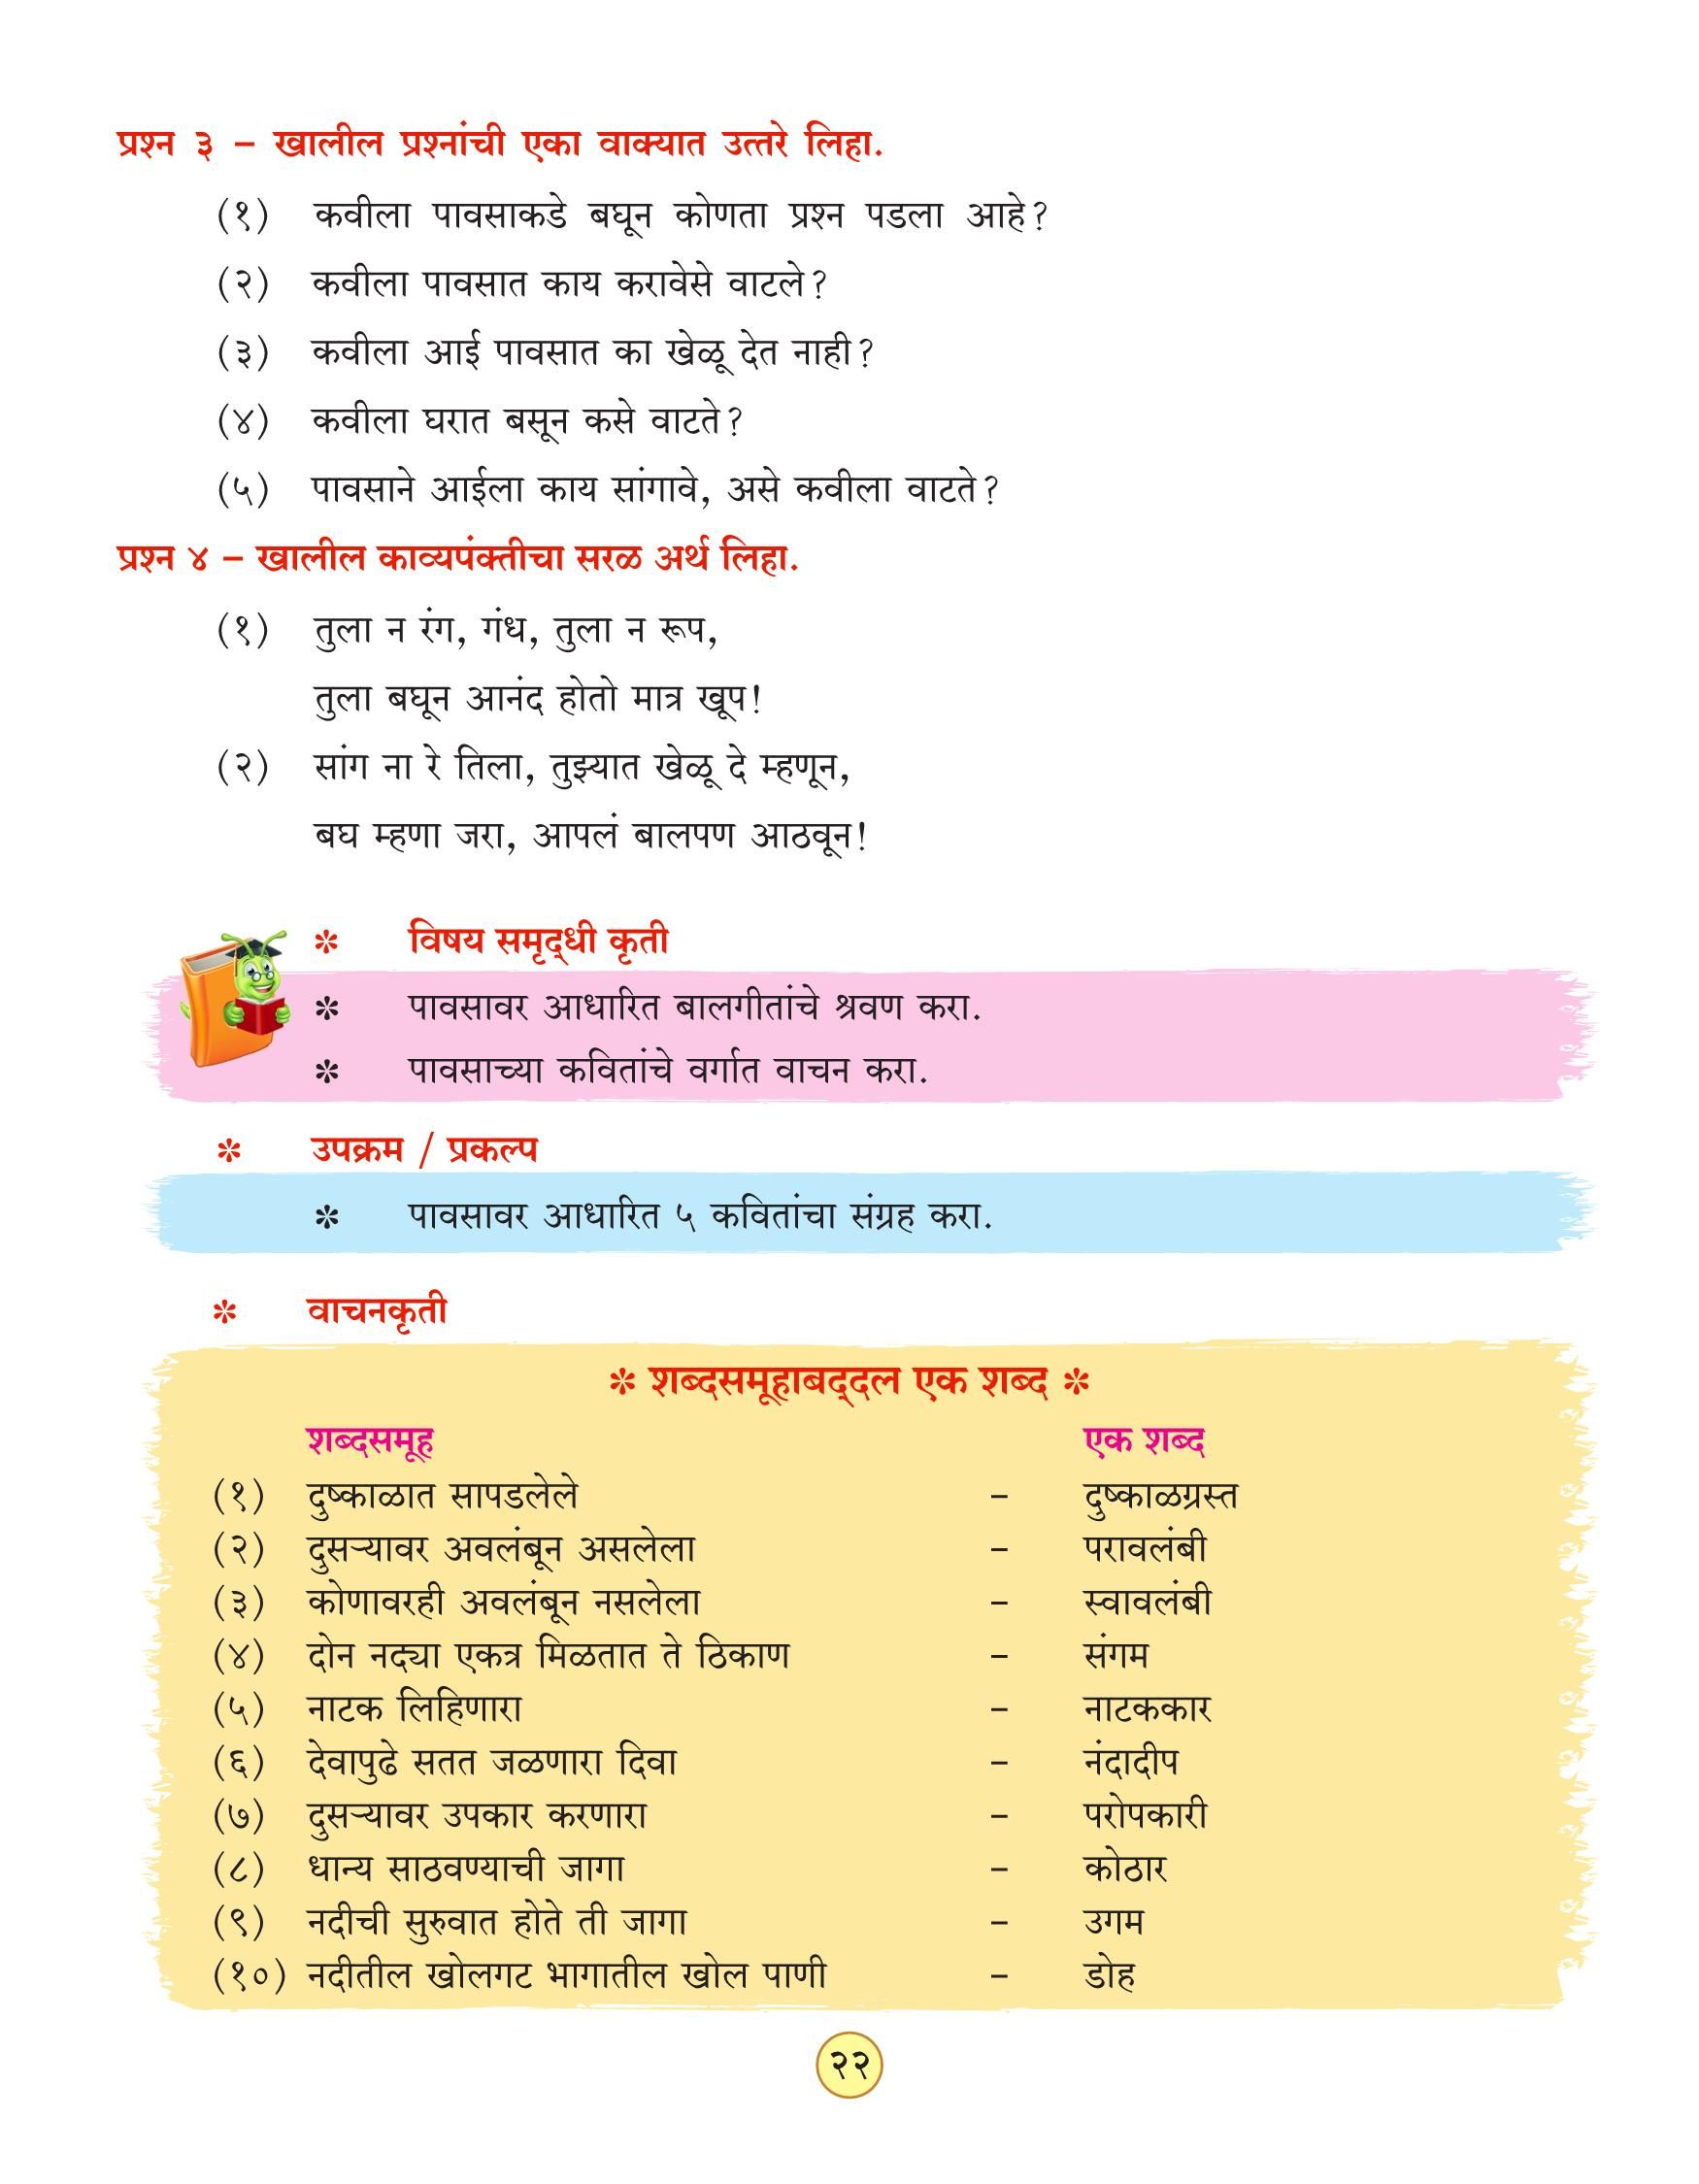 प्रश्न ३ – खालील प्रश्नांची एका वाक्यात उत्तरे लिहा.
(१) कवीला पावसाकडे बघून कोणता प्रश्न पडला आहे?
(२) कवीला पावसात काय करावेसे वाटले?
(३) कवीला आई पावसात का खेळू देत नाही?
(४) कवीला घरात बसून कसे वाटते?
(५) पावसाने आईला काय सांगावे, असे कवीला वाटते?
प्रश्न ४ – खालील काव्यपंक्तीचा सरळ अर्थ लिहा.
(१) तुला न रंग, गंध, तुला न रूप,
तुला बघून आनंद होतो मात्र खूप!
(२) सांग ना रे तिला, तुझ्यात खेळू दे म्हणून,
बघ म्हणा जरा, आपलं बालपण आठवून!
✽ विषय समृद्धी कृती
✽ पावसावर आधारित बालगीतांचे श्रवण करा.
✽ पावसाच्या कवितांचे वर्गात वाचन करा.
✽ उपक्रम / प्रकल्प
✽ पावसावर आधारित ५ कवितांचा संग्रह करा.
✽ वाचनकृती
✽ शब्दसमूहाबद्दल एक शब्द ✽
शब्दसमूह एक शब्द
(१) दुष्काळात सापडलेले – दुष्काळग्रस्त
(२) दुसऱ्यावर अवलंबून असलेला – परावलंबी
(३) कोणावरही अवलंबून नसलेला – स्वावलंबी
(४) दोन नद्या एकत्र मिळतात ते ठिकाण – संगम
(५) नाटक लिहिणारा – नाटककार
(६) देवापुढे सतत जळणारा दिवा – नंदादीप
(७) दुसऱ्यावर उपकार करणारा – परोपकारी
(८) धान्य साठवण्याची जागा – कोठार
(९) नदीची सुरुवात होते ती जागा – उगम
(१०) नदीतील खोलगट भागातील खोल पाणी – डोह
२२